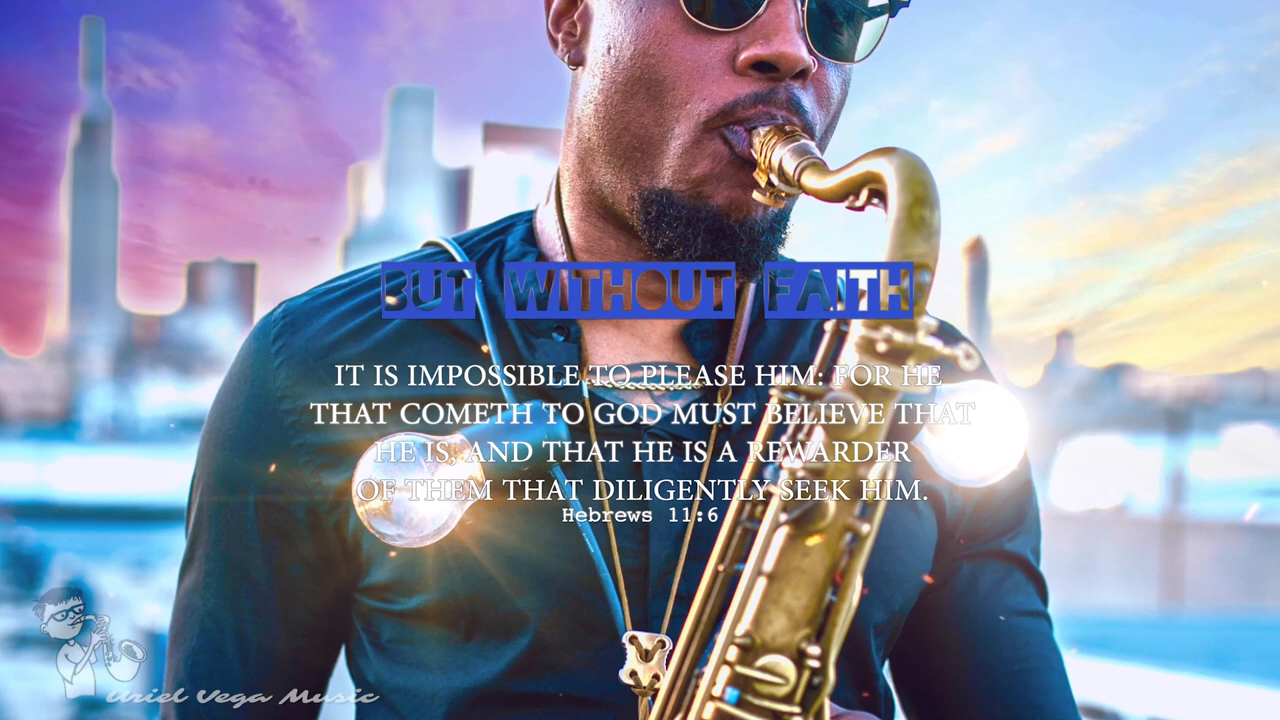 BUT WITHOUT FAITH
IT IS IMPOSSIBLE TO PLEASE HIM: FOR HE
THAT COMETH TO GOD MUST BELIEVE THAT
HE IS, AND THAT HE IS A REWARDER
OF THEM THAT DILIGENTLY SEEK HIM.
Hebrews 11:6
Uriel Vega Music